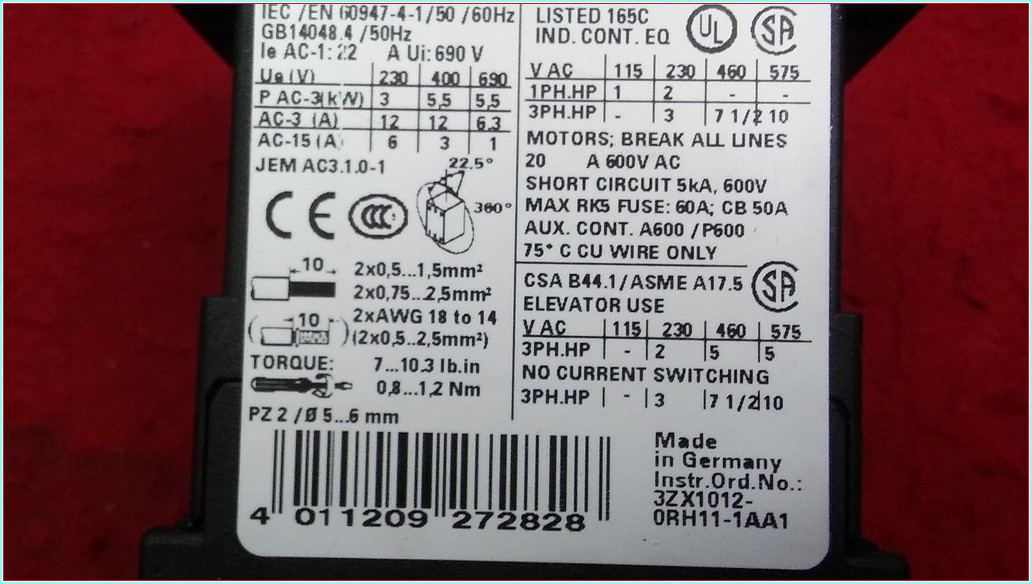 IEC /EN 60947-4-1/50 /60Hz
GB14048.4 /50Hz
Ie AC-1: 22 A Ui: 690 V
Ue (V) 230 400 690
P AC-3(kW) 3 5,5 5,5
AC-3 (A) 12 12 6.3
AC-15 (A) 6 3 1
JEM AC3.1.0-1
22.5°
CE CCC
360°
10
2x0,5...1,5mm²
2x0,75...2,5mm²
2xAWG 18 to 14
( 10 ) (2x0,5..2,5mm²)
TORQUE: 7...10.3 lb.in
0,8...1,2 Nm
PZ 2 /Ø 5...6 mm
4 011209 272828
LISTED 165C
IND. CONT. EQ
UL SA
V AC 115 230 460 575
1PH.HP 1 2 - -
3PH.HP - 3 7 1/2 10
MOTORS; BREAK ALL LINES
20 A 600V AC
SHORT CIRCUIT 5kA, 600V
MAX RK5 FUSE: 60A; CB 50A
AUX. CONT. A600 /P600
75° C CU WIRE ONLY
CSA B44.1/ASME A17.5
ELEVATOR USE
SA
V AC 115 230 460 575
3PH.HP - 2 5 5
NO CURRENT SWITCHING
3PH.HP - 3 7 1/2 10
Made
in Germany
Instr.Ord.No.:
3ZX1012-
0RH11-1AA1